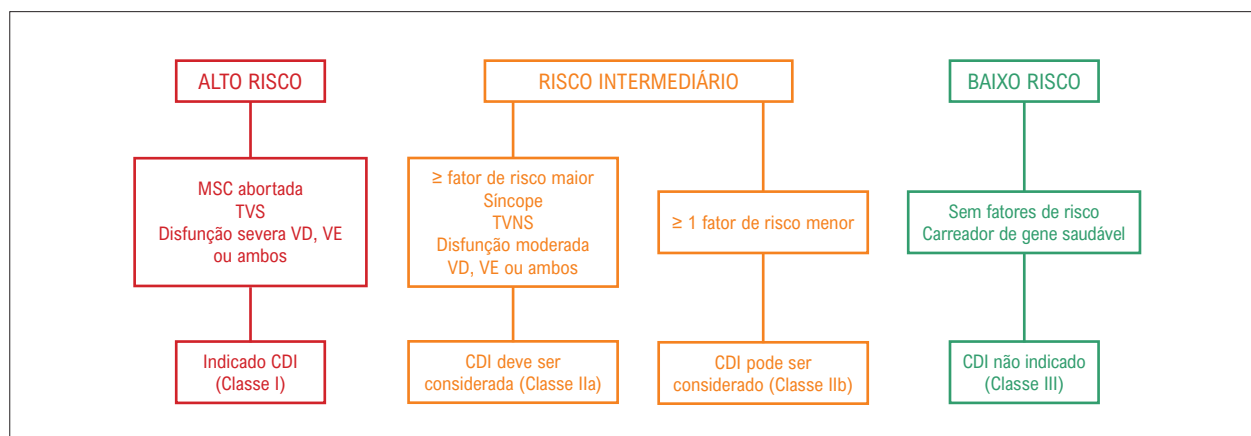 ALTO RISCO
MSC abortada
TVS
Disfunção severa VD, VE
ou ambos
Indicado CDI
(Classe I)
RISCO INTERMEDIÁRIO
≥ fator de risco maior
Síncope
TVNS
Disfunção moderada
VD, VE ou ambos
CDI deve ser
considerada (Classe IIa)
≥ 1 fator de risco menor
CDI pode ser
considerado (Classe IIb)
BAIXO RISCO
Sem fatores de risco
Carreador de gene saudável
CDI não indicado
(Classe III)